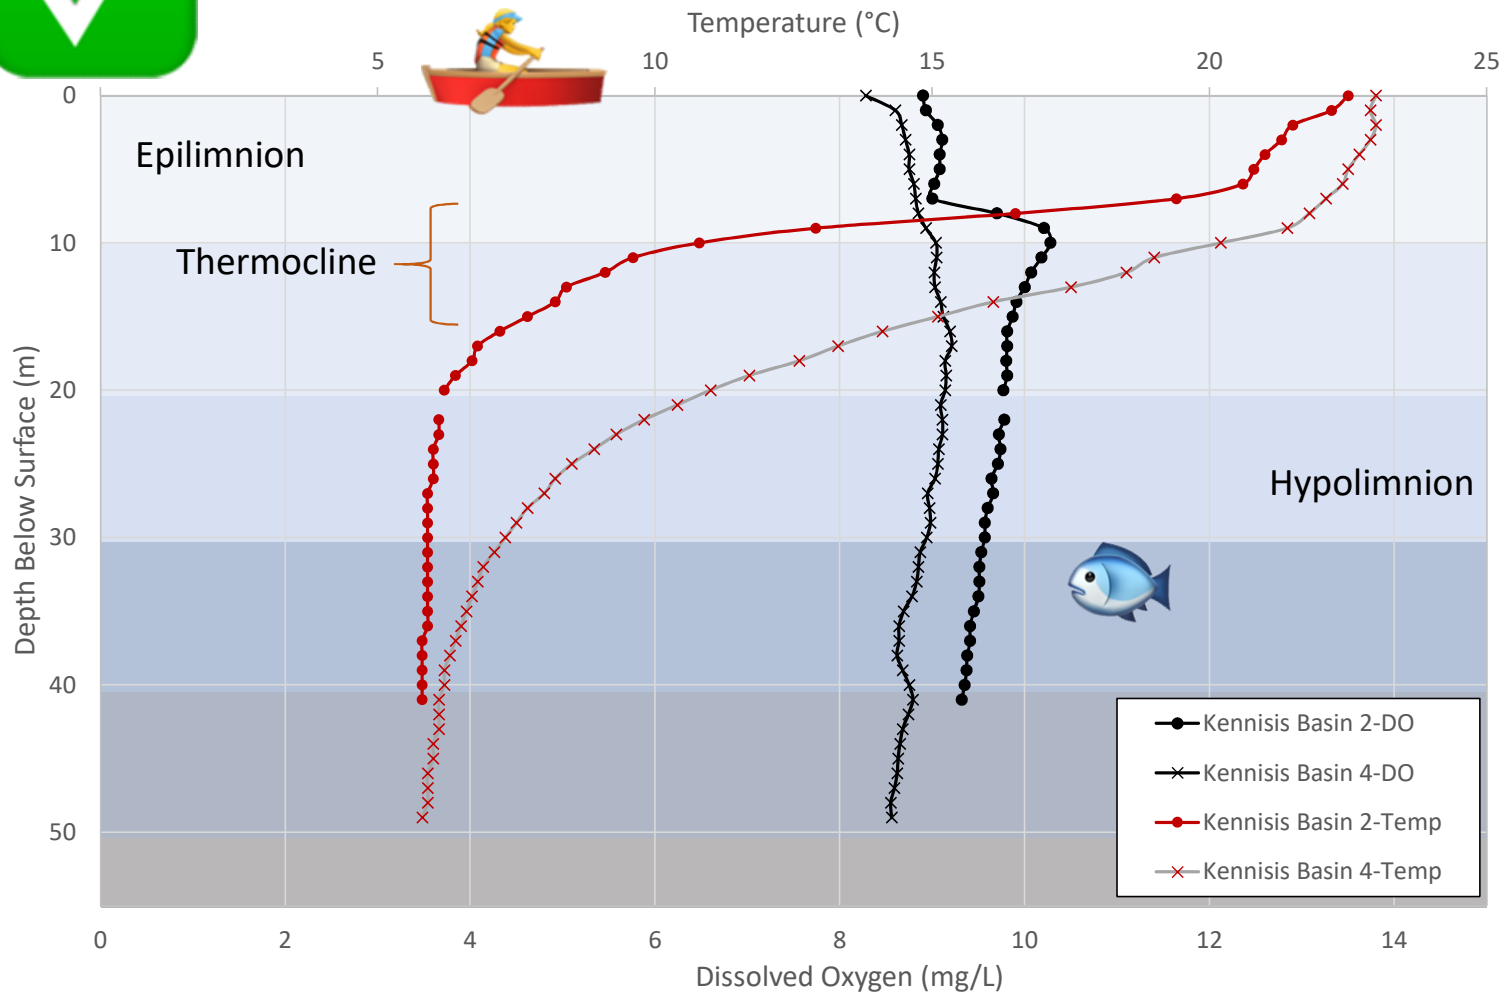 Temperature (°C)
5 10 15 20 25
0
Epilimnion
10
Thermocline
20
Hypolimnion
30
40
50
Depth Below Surface (m)
Kennisis Basin 2-DO
Kennisis Basin 4-DO
Kennisis Basin 2-Temp
Kennisis Basin 4-Temp
0 2 4 6 8 10 12 14
Dissolved Oxygen (mg/L)